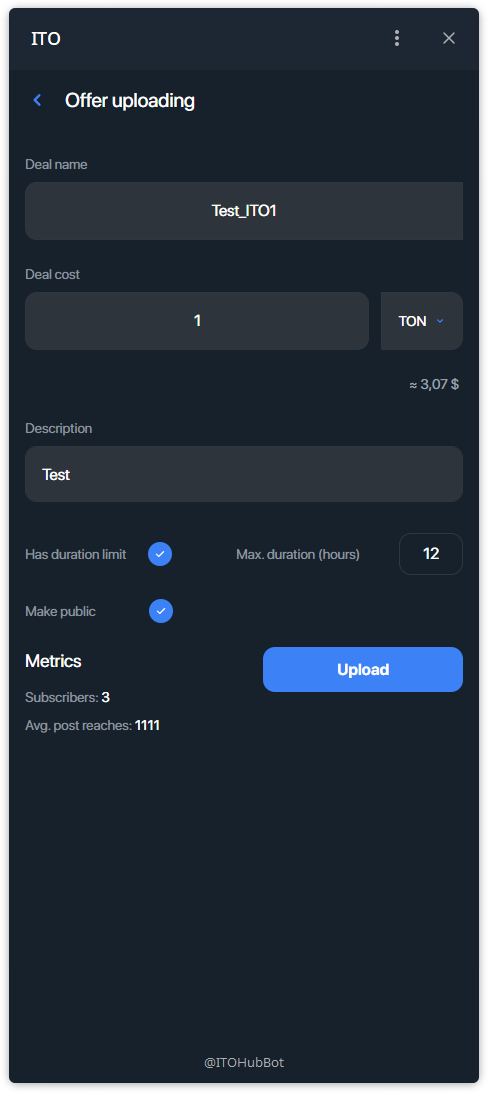 ITO
Offer uploading
Deal name
Test_ITO1
Deal cost
1
TON
≈ 3,07 $
Description
Test
Has duration limit
Max. duration (hours)
12
Make public
Metrics
Upload
Subscribers: 3
Avg. post reaches: 1111
@ITOHubBot